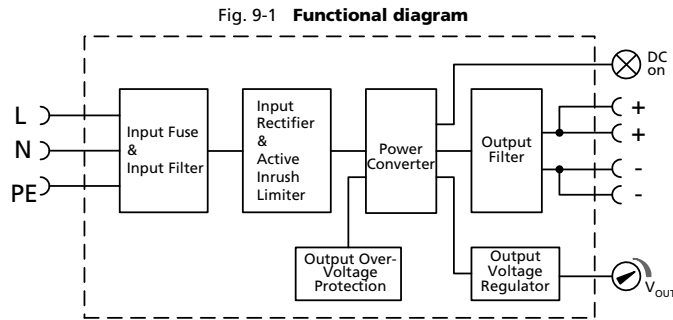 Fig. 9-1 Functional diagram
L
N
PE
Input Fuse
&
Input Filter
Input
Rectifier
&
Active
Inrush
Limiter
Power
Converter
Output
Filter
Output Over-
Voltage
Protection
Output
Voltage
Regulator
DC
on
+
+
-
-
VOUT